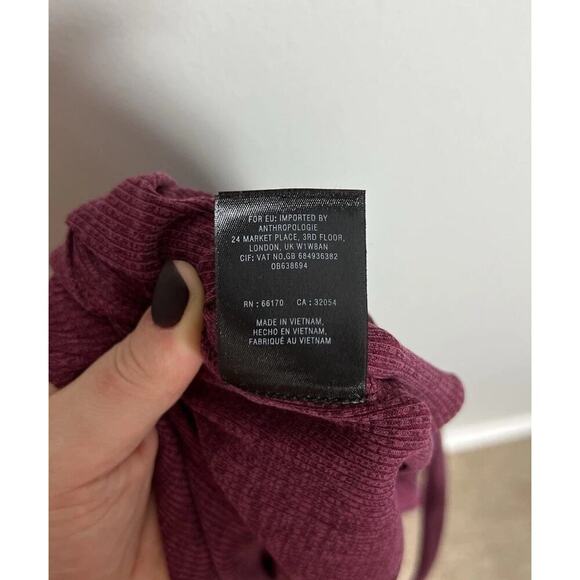 FOR EU: IMPORTED BY
ANTHROPOLOGIE
24 MARKET PLACE, 3RD FLOOR,
LONDON, UK W1W8AN
CIF: VAT NO.GB 684936382
OB638694
RN : 66170 CA : 32054
MADE IN VIETNAM,
HECHO EN VIETNAM,
FABRIQUÉ AU VIETNAM